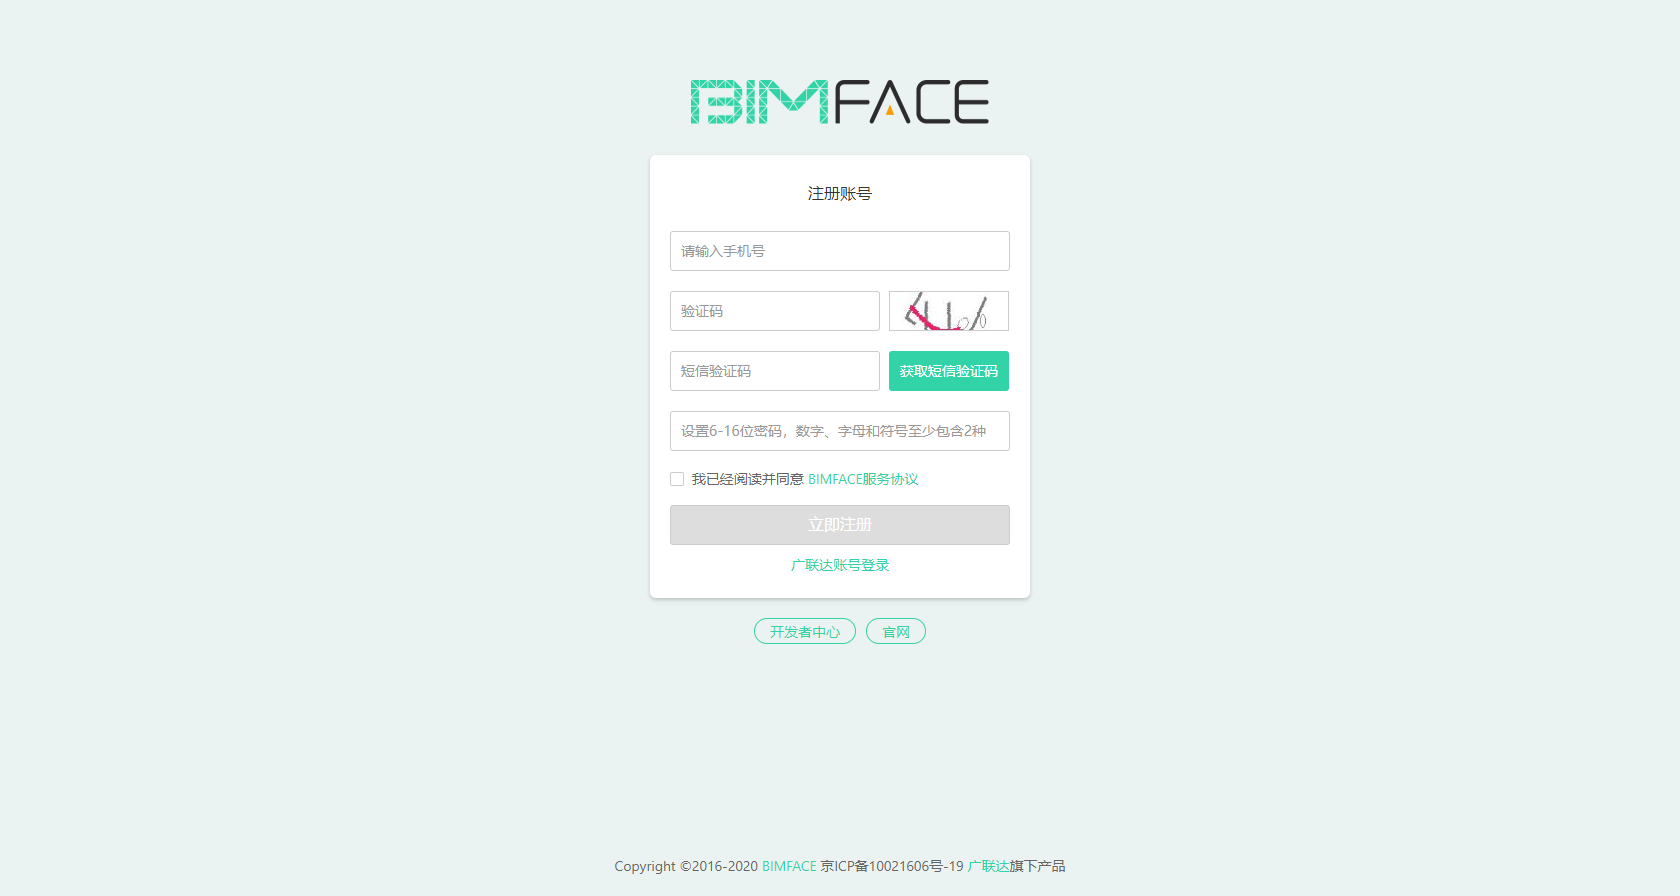 BIMFACE
注册账号
请输入手机号
验证码
短信验证码 获取短信验证码
设置6-16位密码，数字、字母和符号至少包含2种
我已经阅读并同意 BIMFACE服务协议
立即注册
广联达账号登录
开发者中心 官网
Copyright ©2016-2020 BIMFACE 京ICP备10021606号-19 广联达旗下产品